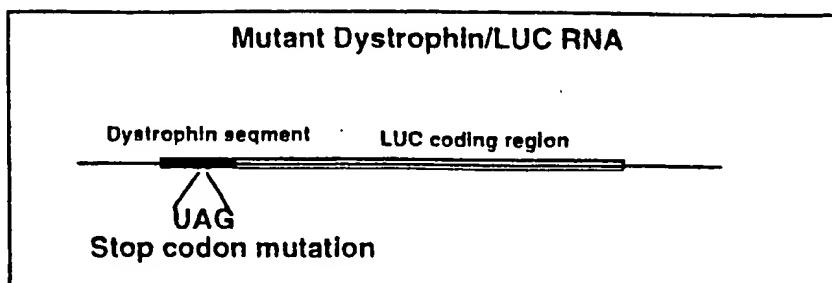 Mutant Dystrophin/LUC RNA
Dystrophin seqment LUC coding region
UAG
Stop codon mutation